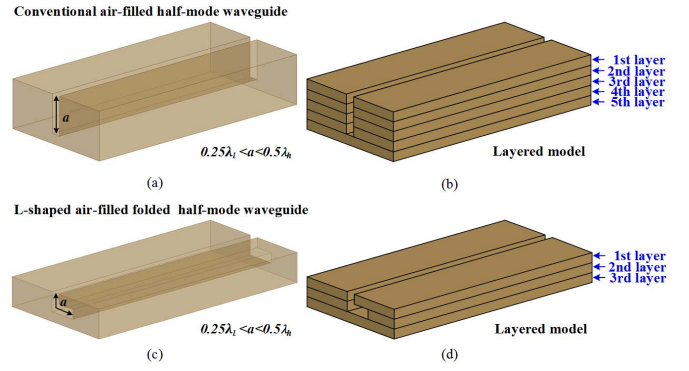 Conventional air-filled half-mode waveguide
a
0.25λl <a<0.5λh
(a)
1st layer
2nd layer
3rd layer
4th layer
5th layer
Layered model
(b)
L-shaped air-filled folded half-mode waveguide
a
0.25λl <a<0.5λh
(c)
1st layer
2nd layer
3rd layer
Layered model
(d)